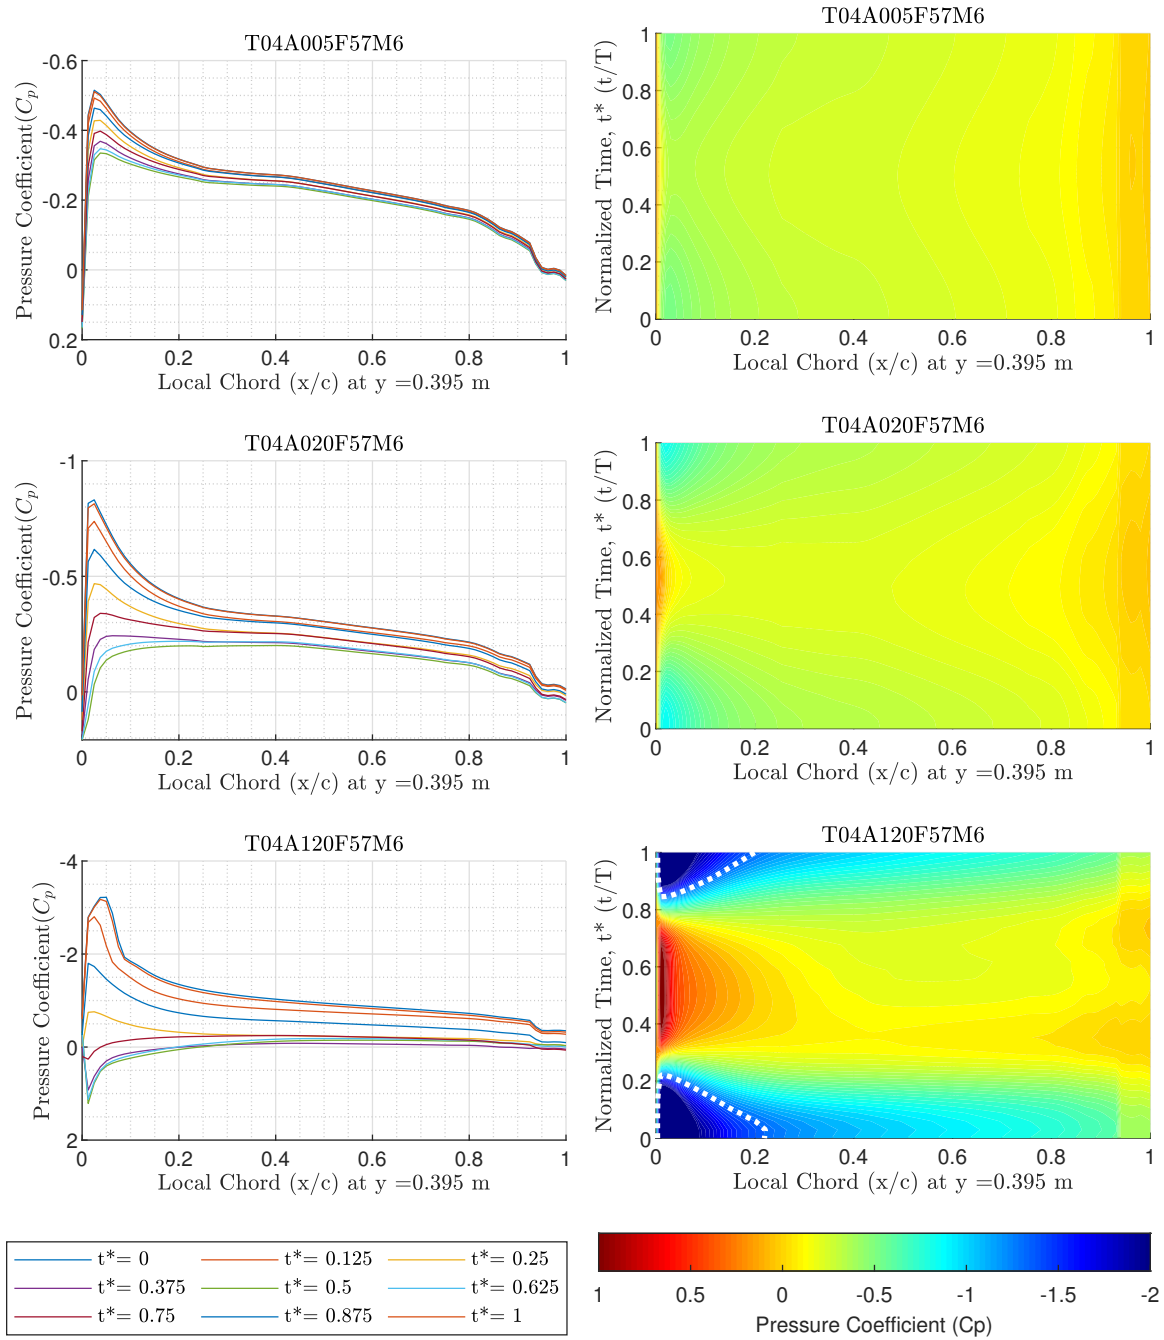 T04A005F57M6
-0.6
-0.4
-0.2
0
0.2
Pressure Coefficient(Cp)
0 0.2 0.4 0.6 0.8 1
Local Chord (x/c) at y =0.395 m
T04A005F57M6
1
0.8
0.6
0.4
0.2
0
Normalized Time, t* (t/T)
0 0.2 0.4 0.6 0.8 1
Local Chord (x/c) at y =0.395 m
T04A020F57M6
-1
-0.5
0
Pressure Coefficient(Cp)
0 0.2 0.4 0.6 0.8 1
Local Chord (x/c) at y =0.395 m
T04A020F57M6
1
0.8
0.6
0.4
0.2
0
Normalized Time, t* (t/T)
0 0.2 0.4 0.6 0.8 1
Local Chord (x/c) at y =0.395 m
T04A120F57M6
-4
-2
0
2
Pressure Coefficient(Cp)
0 0.2 0.4 0.6 0.8 1
Local Chord (x/c) at y =0.395 m
T04A120F57M6
1
0.8
0.6
0.4
0.2
0
Normalized Time, t* (t/T)
0 0.2 0.4 0.6 0.8 1
Local Chord (x/c) at y =0.395 m
t*= 0 t*= 0.125 t*= 0.25
t*= 0.375 t*= 0.5 t*= 0.625
t*= 0.75 t*= 0.875 t*= 1
1 0.5 0 -0.5 -1 -1.5 -2
Pressure Coefficient (Cp)